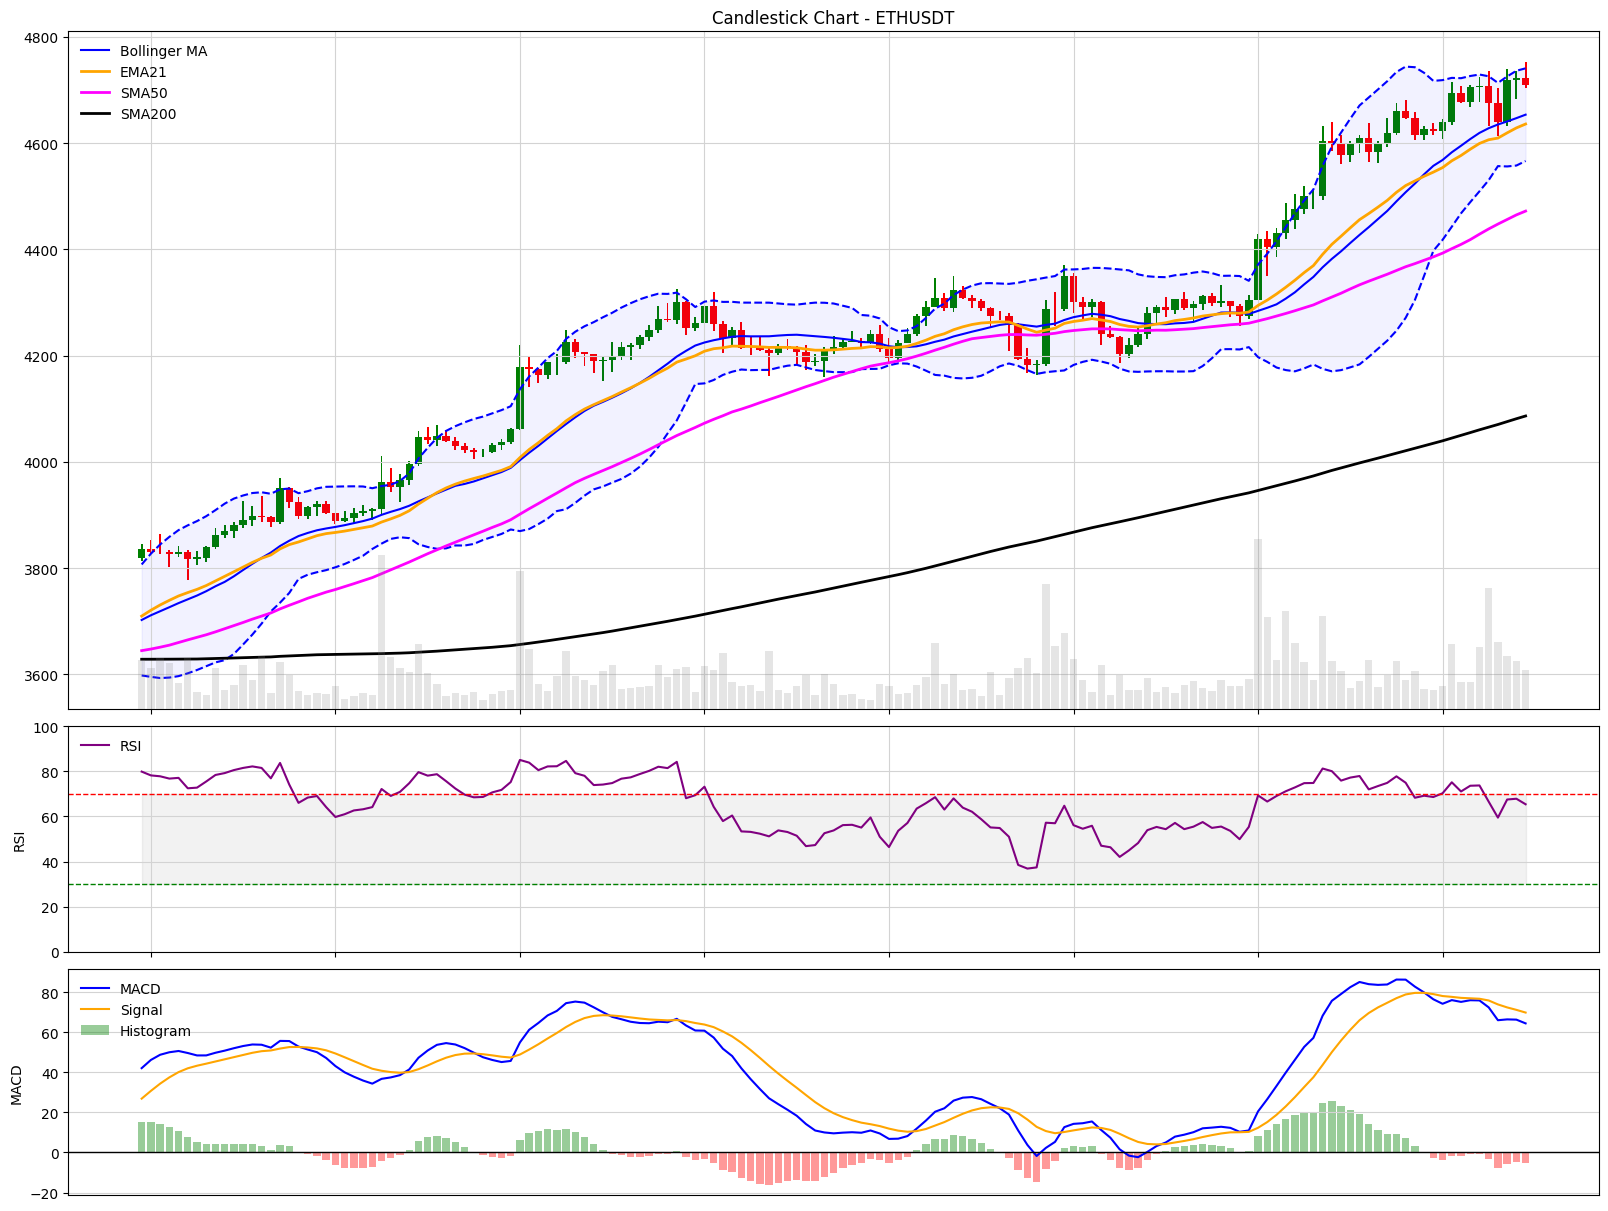 Candlestick Chart - ETHUSDT
4800
4600
4400
4200
4000
3800
3600
Bollinger MA
EMA21
SMA50
SMA200
RSI
100
80
60
40
20
0
RSI
MACD
80
60
40
20
0
−20
MACD
Signal
Histogram